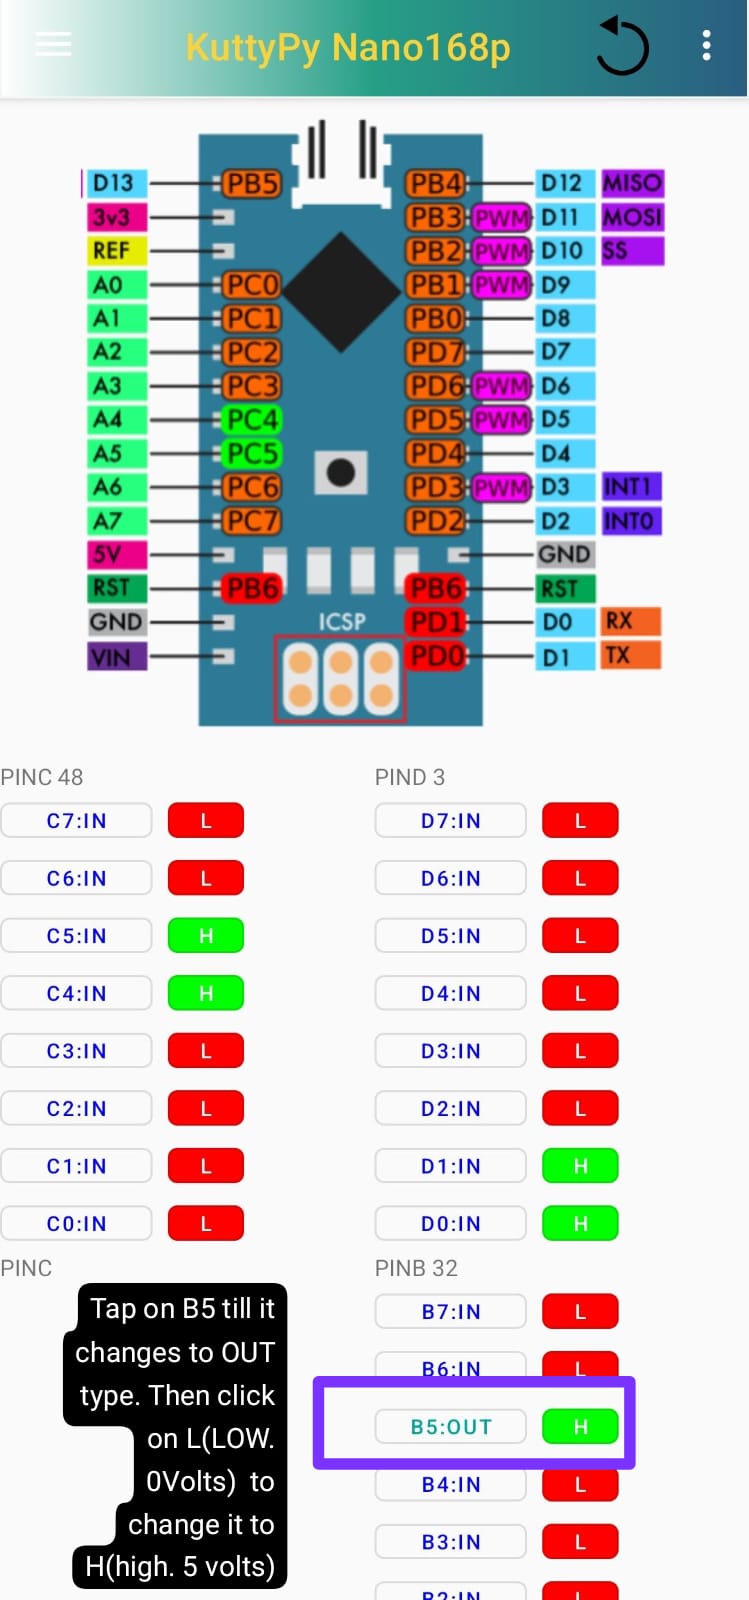 KuttyPy Nano168p
D13 PB5 PB4 D12 MISO
3v3 PB3 PWM D11 MOSI
REF PB2 PWM D10 SS
A0 PC0 PB1 PWM D9
A1 PC1 PB0 D8
A2 PC2 PD7 D7
A3 PC3 PD6 PWM D6
A4 PC4 PD5 PWM D5
A5 PC5 PD4 D4
A6 PC6 PD3 PWM D3 INT1
A7 PC7 PD2 D2 INT0
5V GND
RST PB6 PB6 RST
GND ICSP PD1 D0 RX
VIN PD0 D1 TX
PINC 48
C7:IN L
C6:IN L
C5:IN H
C4:IN H
C3:IN L
C2:IN L
C1:IN L
C0:IN L
PIND 3
D7:IN L
D6:IN L
D5:IN L
D4:IN L
D3:IN L
D2:IN L
D1:IN H
D0:IN H
PINC
Tap on B5 till it
changes to OUT
type. Then click
on L(LOW.
0Volts) to
change it to
H(high. 5 volts)
PINB 32
B7:IN L
B6:IN L
B5:OUT H
B4:IN L
B3:IN L
B2:IN L